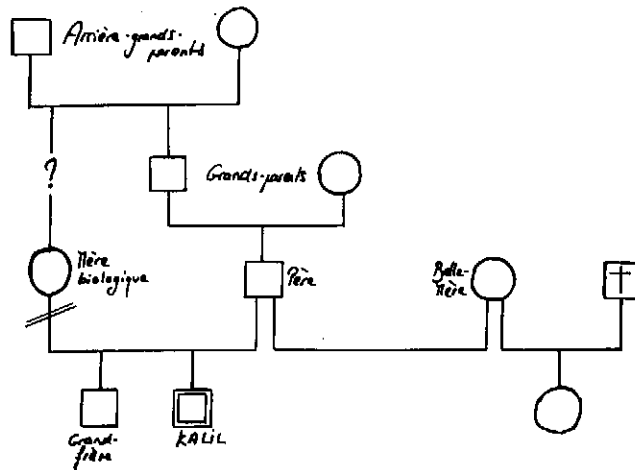 Arrière-grands-
parents
?
Grands-parents
Mère
biologique
Père
Belle-
Mère
Grand-
frère
KALIL